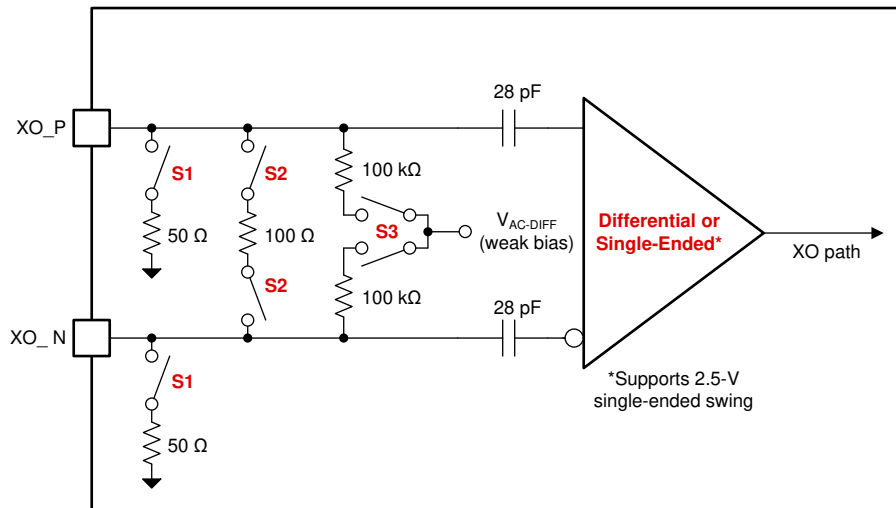 28 pF
XO_P
S1
S2
100 kΩ
50 Ω
100 Ω
S3
V AC-DIFF
(weak bias)
Differential or
Single-Ended*
XO path
S2
100 kΩ
28 pF
XO_ N
S1
*Supports 2.5-V
single-ended swing
50 Ω